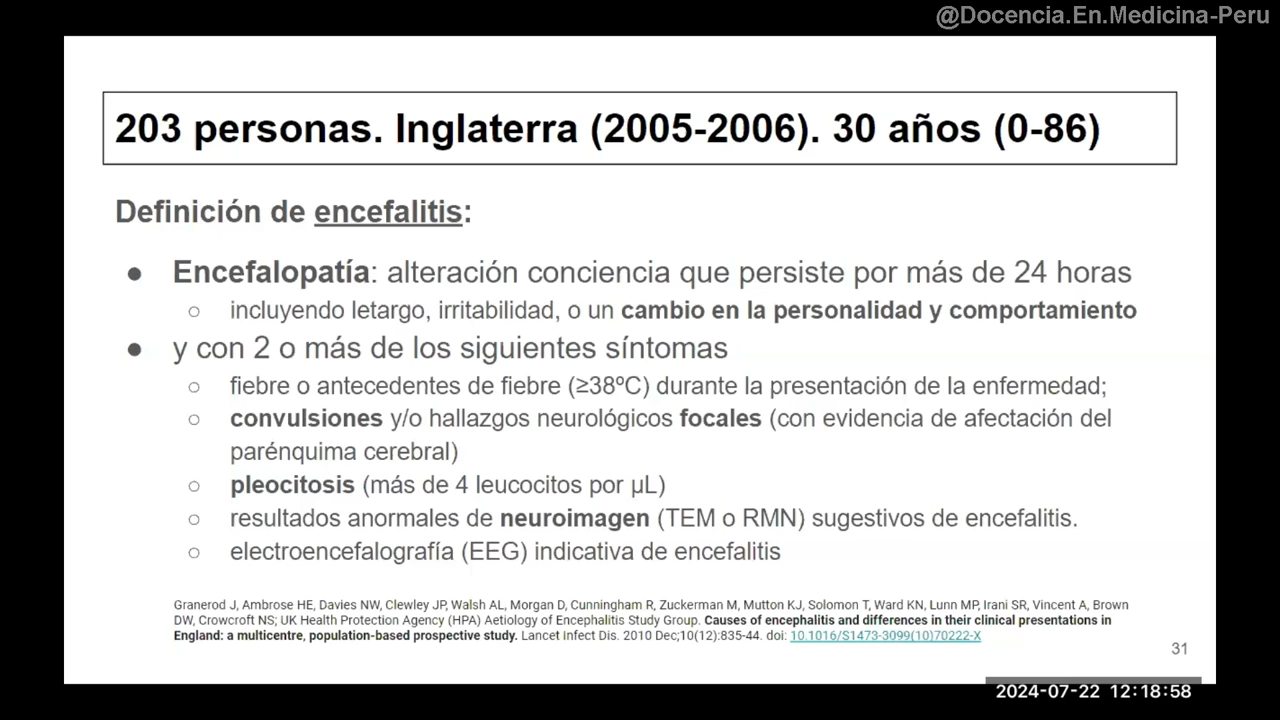 @Docencia.En.Medicina-Peru
203 personas. Inglaterra (2005-2006). 30 años (0-86)
Definición de encefalitis:
● Encefalopatía: alteración conciencia que persiste por más de 24 horas
○ incluyendo letargo, irritabilidad, o un cambio en la personalidad y comportamiento
● y con 2 o más de los siguientes síntomas
○ fiebre o antecedentes de fiebre (≥38ºC) durante la presentación de la enfermedad;
○ convulsiones y/o hallazgos neurológicos focales (con evidencia de afectación del
parénquima cerebral)
○ pleocitosis (más de 4 leucocitos por µL)
○ resultados anormales de neuroimagen (TEM o RMN) sugestivos de encefalitis.
○ electroencefalografía (EEG) indicativa de encefalitis
Granerod J, Ambrose HE, Davies NW, Clewley JP, Walsh AL, Morgan D, Cunningham R, Zuckerman M, Mutton KJ, Solomon T, Ward KN, Lunn MP, Irani SR, Vincent A, Brown
DW, Crowcroft NS; UK Health Protection Agency (HPA) Aetiology of Encephalitis Study Group. Causes of encephalitis and differences in their clinical presentations in
England: a multicentre, population-based prospective study. Lancet Infect Dis. 2010 Dec;10(12):835-44. doi: 10.1016/S1473-3099(10)70222-X
31
2024-07-22 12:18:58